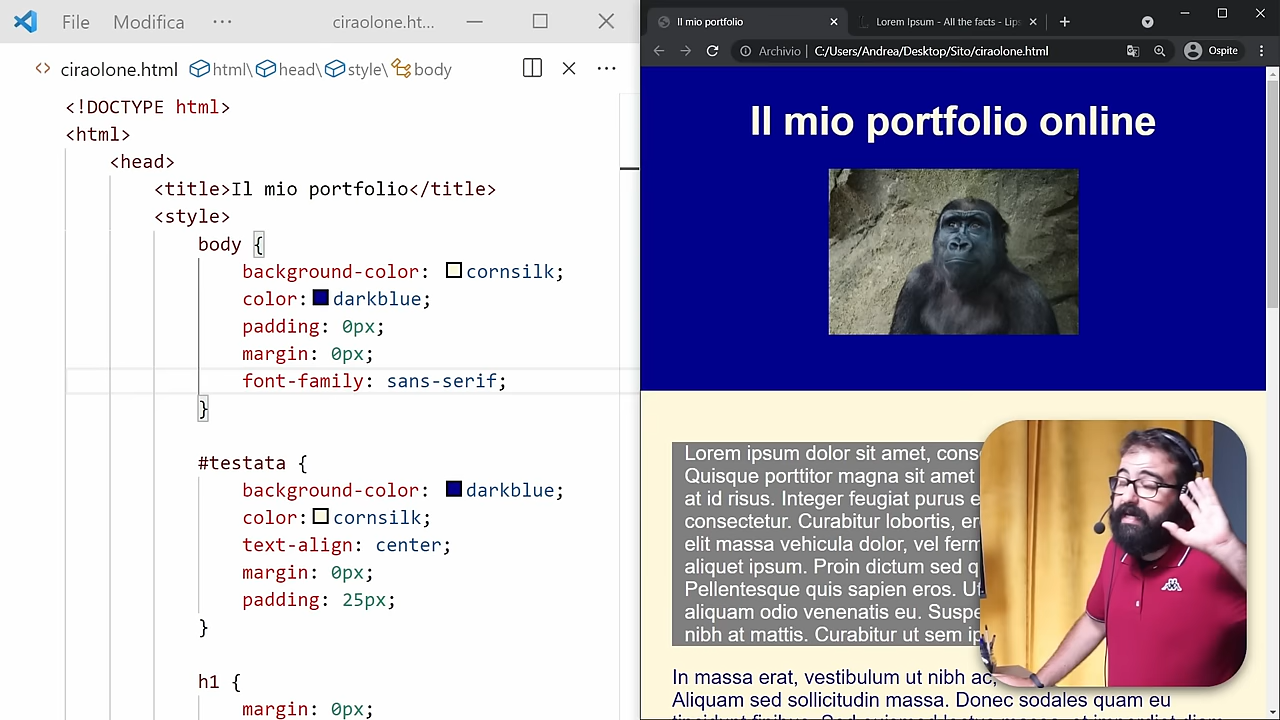 File Modifica ··· ciraolone.ht...
ciraolone.html html\ head\ style\ body ···
<!DOCTYPE html>
<html>
<head>
<title>Il mio portfolio</title>
<style>
body {
background-color: cornsilk;
color: darkblue;
padding: 0px;
margin: 0px;
font-family: sans-serif;
}
#testata {
background-color: darkblue;
color: cornsilk;
text-align: center;
margin: 0px;
padding: 25px;
}
h1 {
margin: 0px;
Il mio portfolio
Lorem Ipsum - All the facts - Lips
Archivio | C:/Users/Andrea/Desktop/Sito/ciraolone.html Ospite
Il mio portfolio online
Lorem ipsum dolor sit amet, cons
Quisque porttitor magna sit amet
at id risus. Integer feugiat purus e
consectetur. Curabitur lobortis, er
elit massa vehicula dolor, vel ferm
aliquet ipsum. Proin dictum sed q
Pellentesque quis sapien eros. Ut
aliquam odio venenatis eu. Suspe
nibh at mattis. Curabitur ut sem ip
In massa erat, vestibulum ut nibh ac,
Aliquam sed sollicitudin massa. Donec sodales quam eu